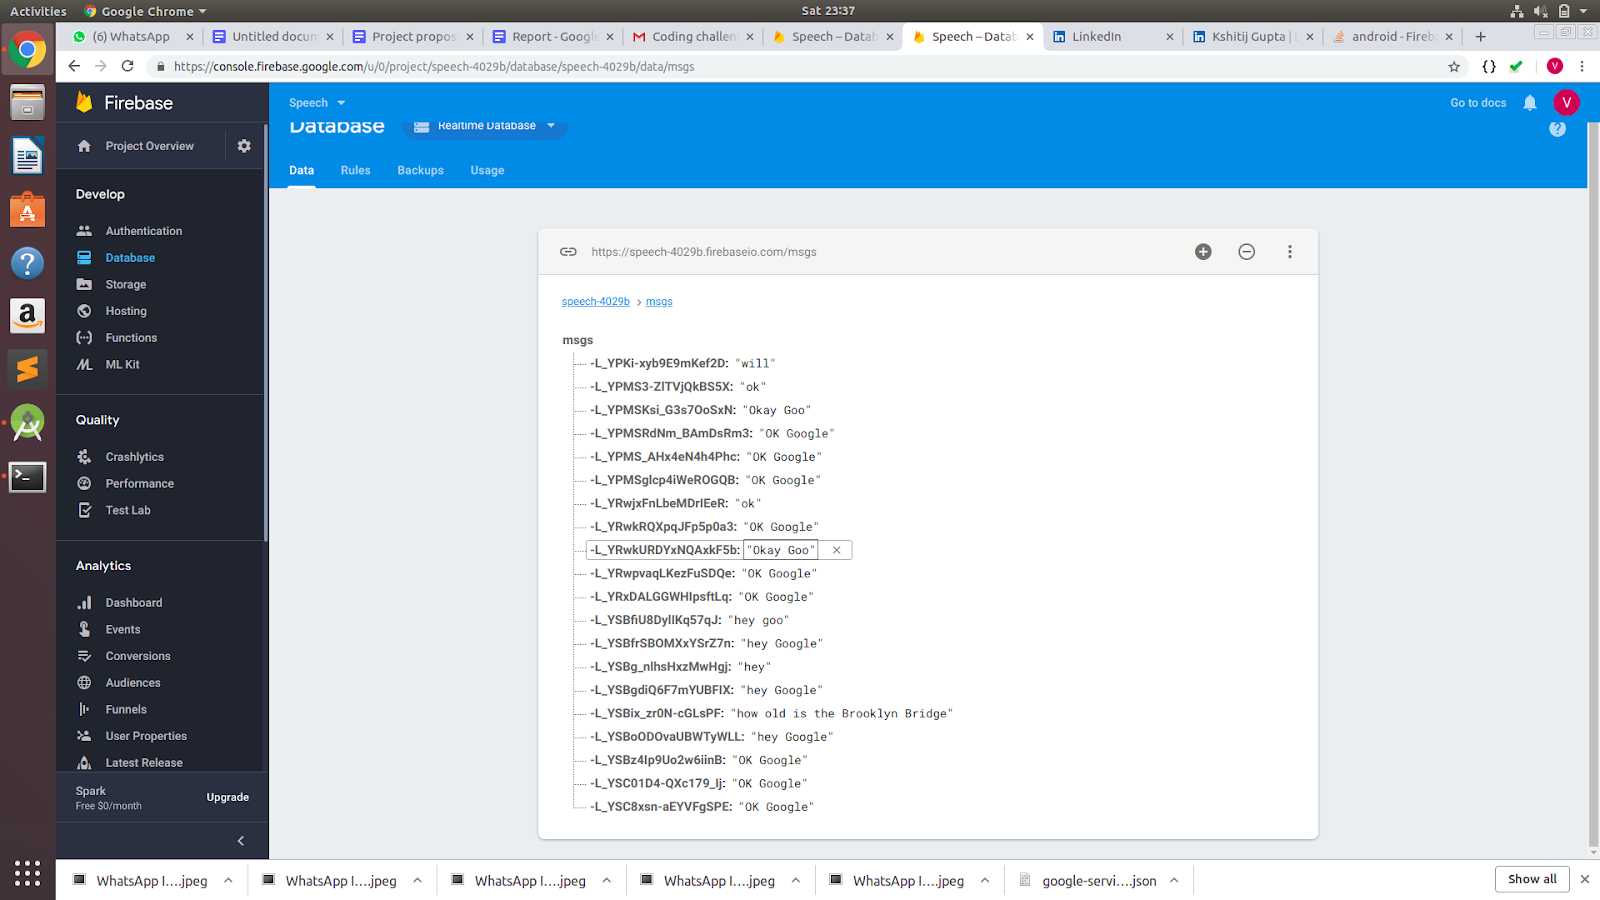 Activities Google Chrome Sat 23:37
(6) WhatsApp Untitled docum Project propos Report - Google Coding challen Speech – Datab Speech – Datab LinkedIn Kshitij Gupta | L android - Fireb
https://console.firebase.google.com/u/0/project/speech-4029b/database/speech-4029b/data/msgs V
Firebase
Project Overview
Develop
Authentication
Database
Storage
Hosting
Functions
ML Kit
Quality
Crashlytics
Performance
Test Lab
Analytics
Dashboard
Events
Conversions
Audiences
Funnels
User Properties
Latest Release
Spark
Free $0/month
Upgrade
Speech Go to docs V
Database Realtime Database
Data Rules Backups Usage
https://speech-4029b.firebaseio.com/msgs
speech-4029b > msgs
msgs
-L_YPKi-xyb9E9mKef2D: "will"
-L_YPMS3-ZITVjQkBS5X: "ok"
-L_YPMSKsi_G3s7OoSxN: "Okay Goo"
-L_YPMSRdNm_BAmDsRm3: "OK Google"
-L_YPMS_AHx4eN4h4Phc: "OK Google"
-L_YPMSglcp4iWeROGQB: "OK Google"
-L_YRwjxFnLbeMDrIEeR: "ok"
-L_YRwkRQXpqJFp5p0a3: "OK Google"
-L_YRwkURDYxNQAxkF5b: "Okay Goo"
-L_YRwpvaqLKezFuSDQe: "OK Google"
-L_YRxDALGGWHIpsftLq: "OK Google"
-L_YSBfiU8DyllKq57qJ: "hey goo"
-L_YSBfrSBOMXxYSrZ7n: "hey Google"
-L_YSBg_nlhsHxzMwHgj: "hey"
-L_YSBgdiQ6F7mYUBFIX: "hey Google"
-L_YSBix_zr0N-cGLsPF: "how old is the Brooklyn Bridge"
-L_YSBoODOvaUBWTyWLL: "hey Google"
-L_YSBz4Ip9Uo2w6iinB: "OK Google"
-L_YSC01D4-QXc179_Ij: "OK Google"
-L_YSC8xsn-aEYVFgSPE: "OK Google"
WhatsApp I....jpeg WhatsApp I....jpeg WhatsApp I....jpeg WhatsApp I....jpeg WhatsApp I....jpeg google-servi....json Show all